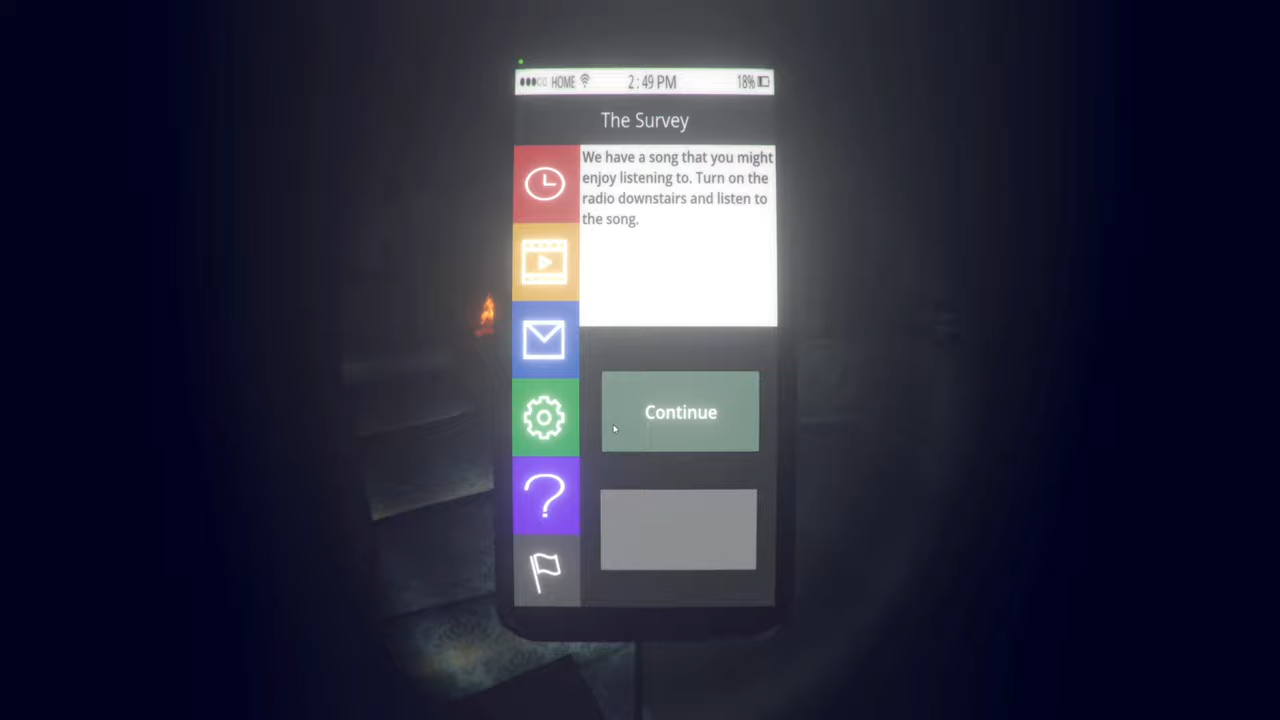 HOME 2:49 PM 18%
The Survey
We have a song that you might
enjoy listening to. Turn on the
radio downstairs and listen to
the song.
Continue